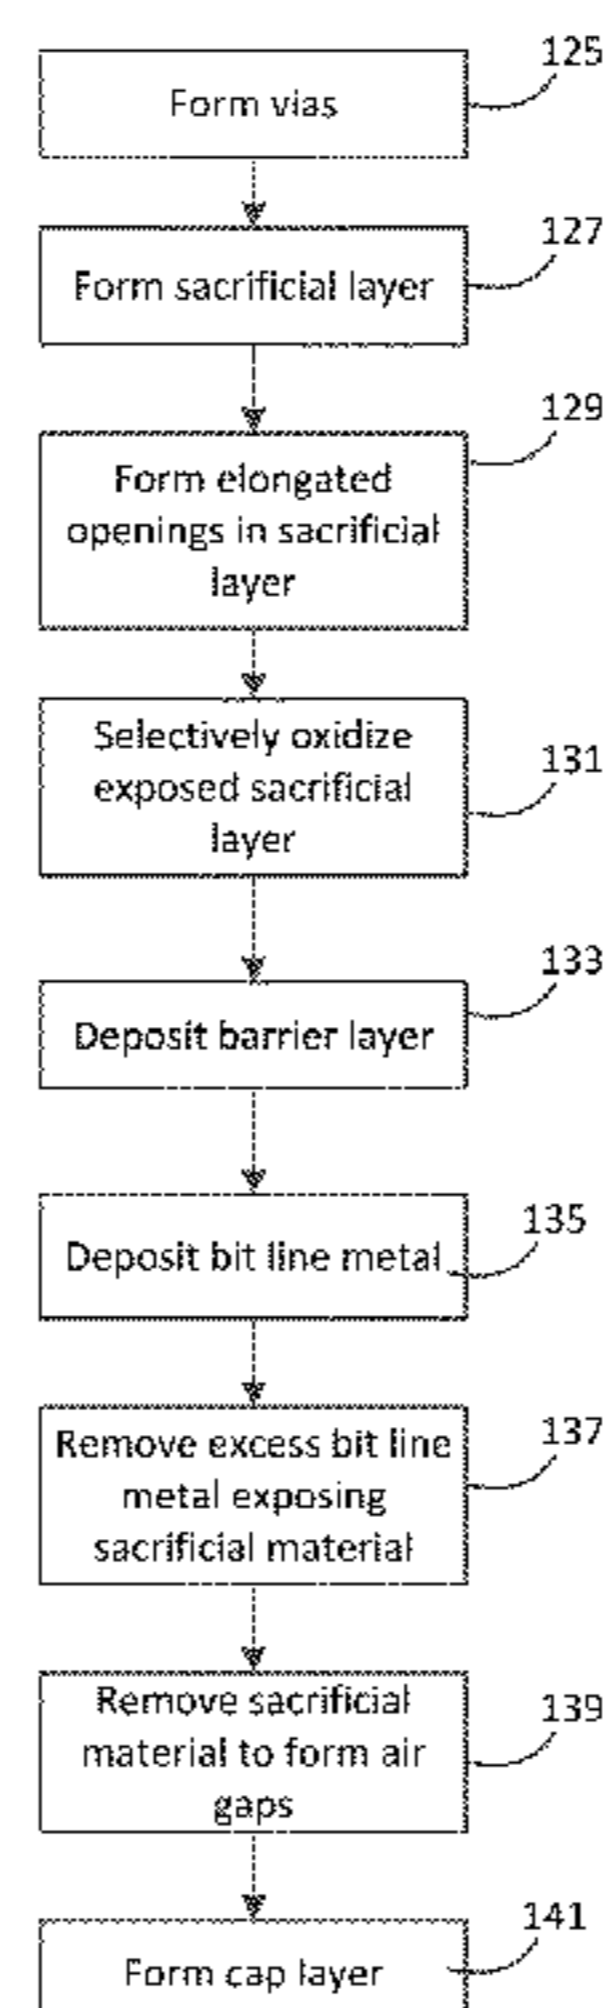 125
Form vias
127
Form sacrificial layer
129
Form elongated
openings in sacrificial
layer
131
Selectively oxidize
exposed sacrificial
layer
133
Deposit barrier layer
135
Deposit bit line metal
137
Remove excess bit line
metal exposing
sacrificial material
139
Remove sacrificial
material to form air
gaps
141
Form cap layer